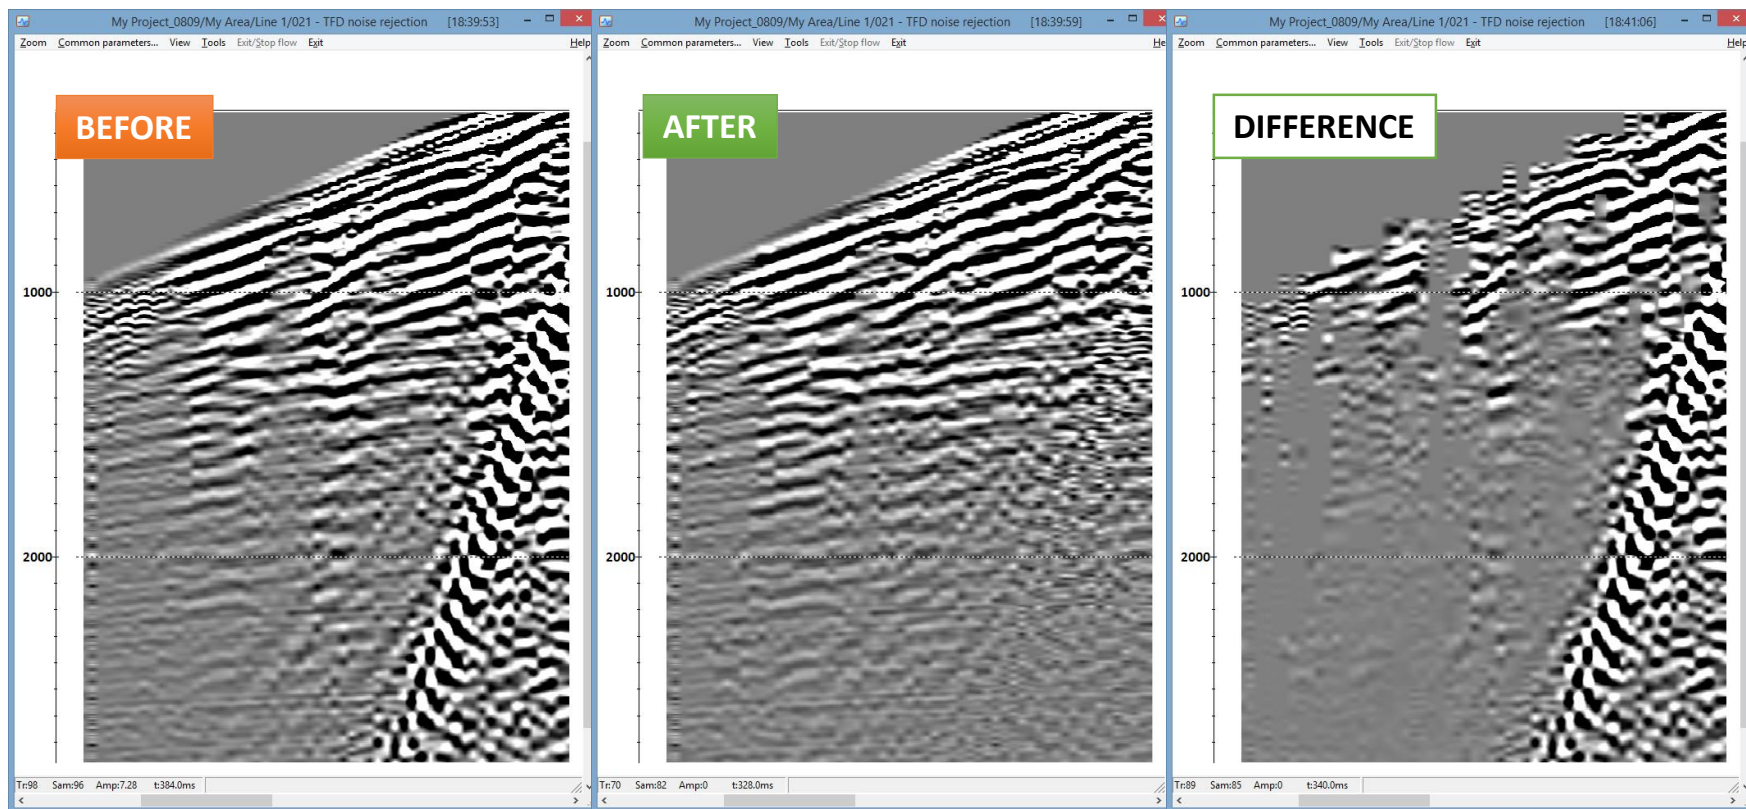 My Project_0809/My Area/Line 1/021 - TFD noise rejection [18:39:53]
Zoom Common parameters... View Tools Exit/Stop flow Exit Help
BEFORE
1000
2000
Tr:98 Sam:96 Amp:7.28 t:384.0ms
My Project_0809/My Area/Line 1/021 - TFD noise rejection [18:39:59]
Zoom Common parameters... View Tools Exit/Stop flow Exit He
AFTER
1000
2000
Tr:70 Sam:82 Amp:0 t:328.0ms
My Project_0809/My Area/Line 1/021 - TFD noise rejection [18:41:06]
Zoom Common parameters... View Tools Exit/Stop flow Exit Help
DIFFERENCE
1000
2000
Tr:89 Sam:85 Amp:0 t:340.0ms